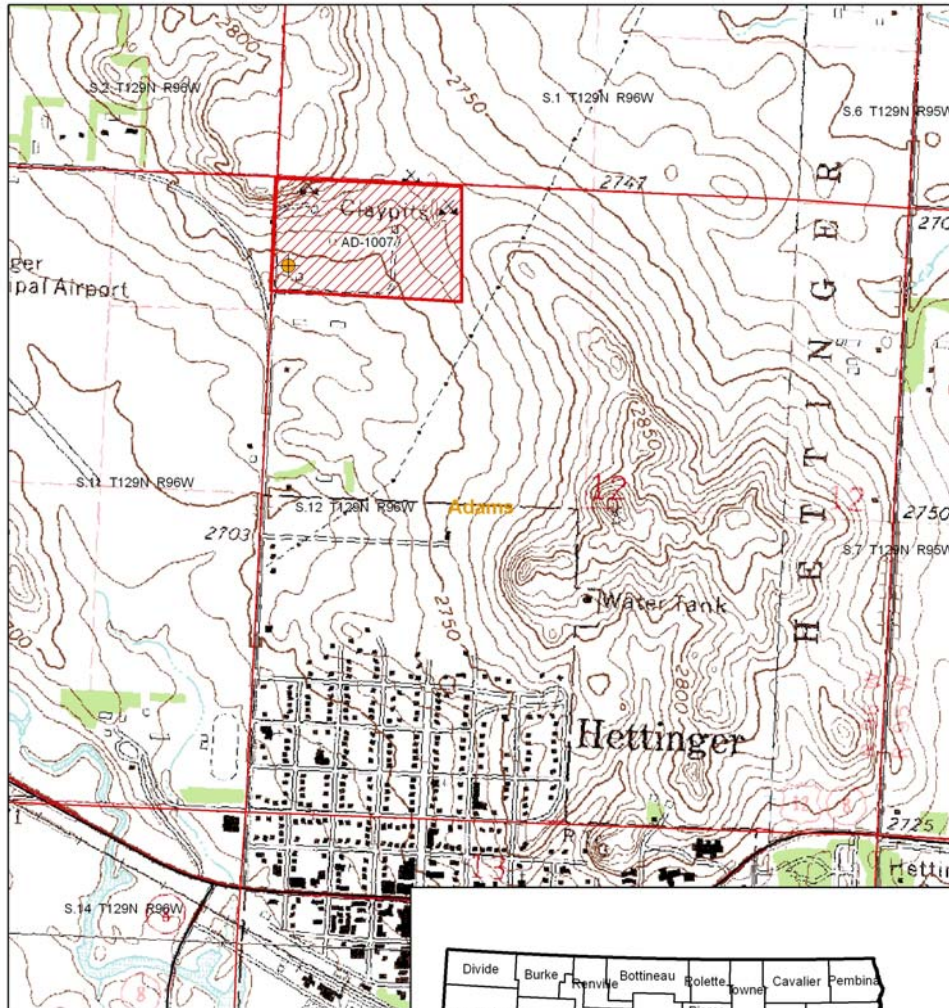 2800
S.2 T129N R96W
2750
S.1 T129N R96W
S.6 T129N R95W
2747
Claypits
AD-1007
ger
ipal Airport
HETTINGER
2850
S.11 T129N R96W
12
12
S.12 T129N R96W
Adams
2703
2750
S.7 T129N R95W
Water Tank
2750
2800
Hettinger
2725
13
S.14 T129N R96W
8
Divide
Burke
Renville
Bottineau
Rolette
Towner
Cavalier
Pembina